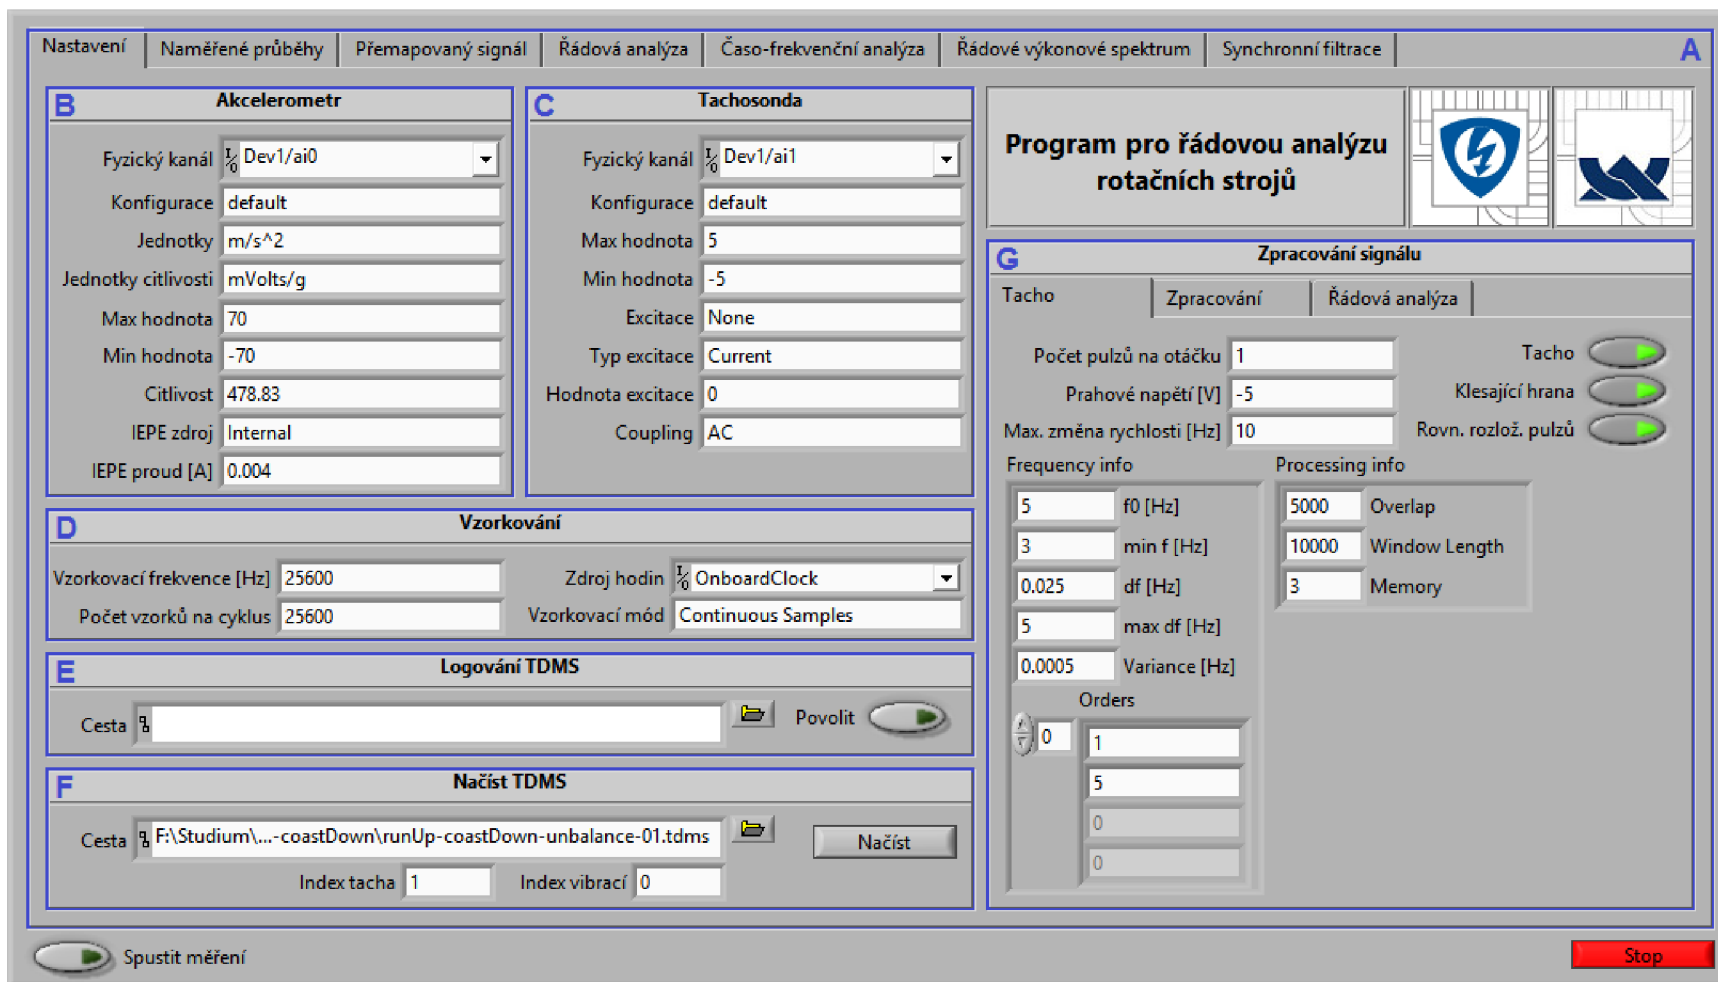 Nastavení Naměřené průběhy Přemapovaný signál Řádová analýza Časo-frekvenční analýza Řádové výkonové spektrum Synchronní filtrace A
B Akcelerometr
Fyzický kanál I/0 Dev1/ai0
Konfigurace default
Jednotky m/s^2
Jednotky citlivosti mVolts/g
Max hodnota 70
Min hodnota -70
Citlivost 478.83
IEPE zdroj Internal
IEPE proud [A] 0.004
C Tachosonda
Fyzický kanál I/0 Dev1/ai1
Konfigurace default
Max hodnota 5
Min hodnota -5
Excitace None
Typ excitace Current
Hodnota excitace 0
Coupling AC
Program pro řádovou analýzu
rotačních strojů
D Vzorkování
Vzorkovací frekvence [Hz] 25600 Zdroj hodin I/0 OnboardClock
Počet vzorků na cyklus 25600 Vzorkovací mód Continuous Samples
E Logování TDMS
Cesta Povolit
F Načíst TDMS
Cesta F:\Studium\...-coastDown\runUp-coastDown-unbalance-01.tdms Načíst
Index tacha 1 Index vibrací 0
G Zpracování signálu
Tacho Zpracování Řádová analýza
Počet pulzů na otáčku 1 Tacho
Prahové napětí [V] -5 Klesající hrana
Max. změna rychlosti [Hz] 10 Rovn. rozlož. pulzů
Frequency info Processing info
5 f0 [Hz] 5000 Overlap
3 min f [Hz] 10000 Window Length
0.025 df [Hz] 3 Memory
5 max df [Hz]
0.0005 Variance [Hz]
Orders
0 1
5
0
0
Spustit měření Stop